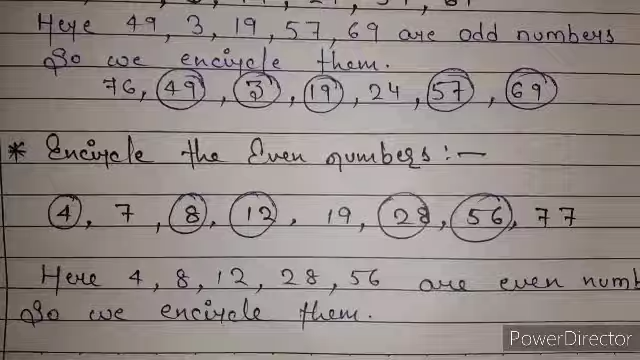 Here 49, 3, 19, 57, 69 are odd numbers
So we encircle them.
76, 49, 3, 19, 24, 57, 69
* Encircle the Even numbers :—
4, 7, 8, 12, 19, 28, 56, 77
Here 4, 8, 12, 28, 56 are even numb
So we encircle them.
PowerDirector